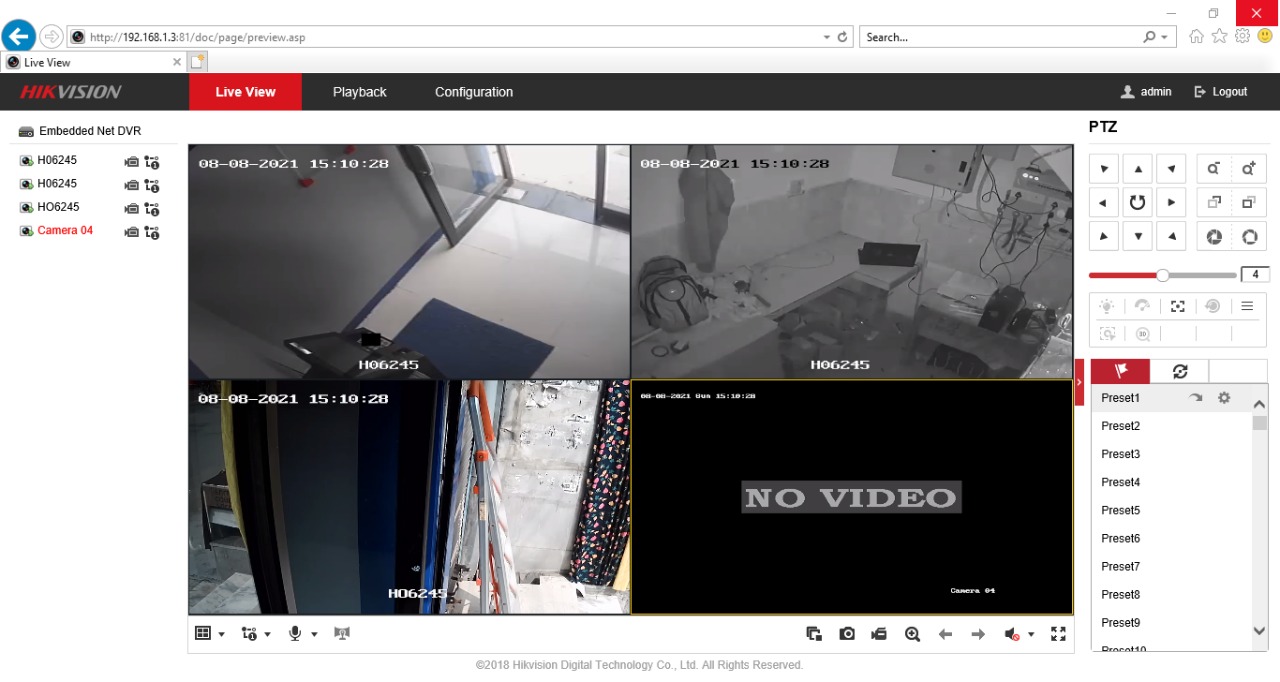 http://192.168.1.3:81/doc/page/preview.asp
Search...
Live View
HIKVISION
Live View
Playback
Configuration
admin
Logout
Embedded Net DVR
H06245
H06245
HO6245
Camera 04
08-08-2021 15:10:28
H06245
08-08-2021 15:10:28
H06245
08-08-2021 15:10:28
HO6245
08-08-2021 Sun 15:10:28
NO VIDEO
Camera 04
PTZ
4
Preset1
Preset2
Preset3
Preset4
Preset5
Preset6
Preset7
Preset8
Preset9
Preset10
©2018 Hikvision Digital Technology Co., Ltd. All Rights Reserved.